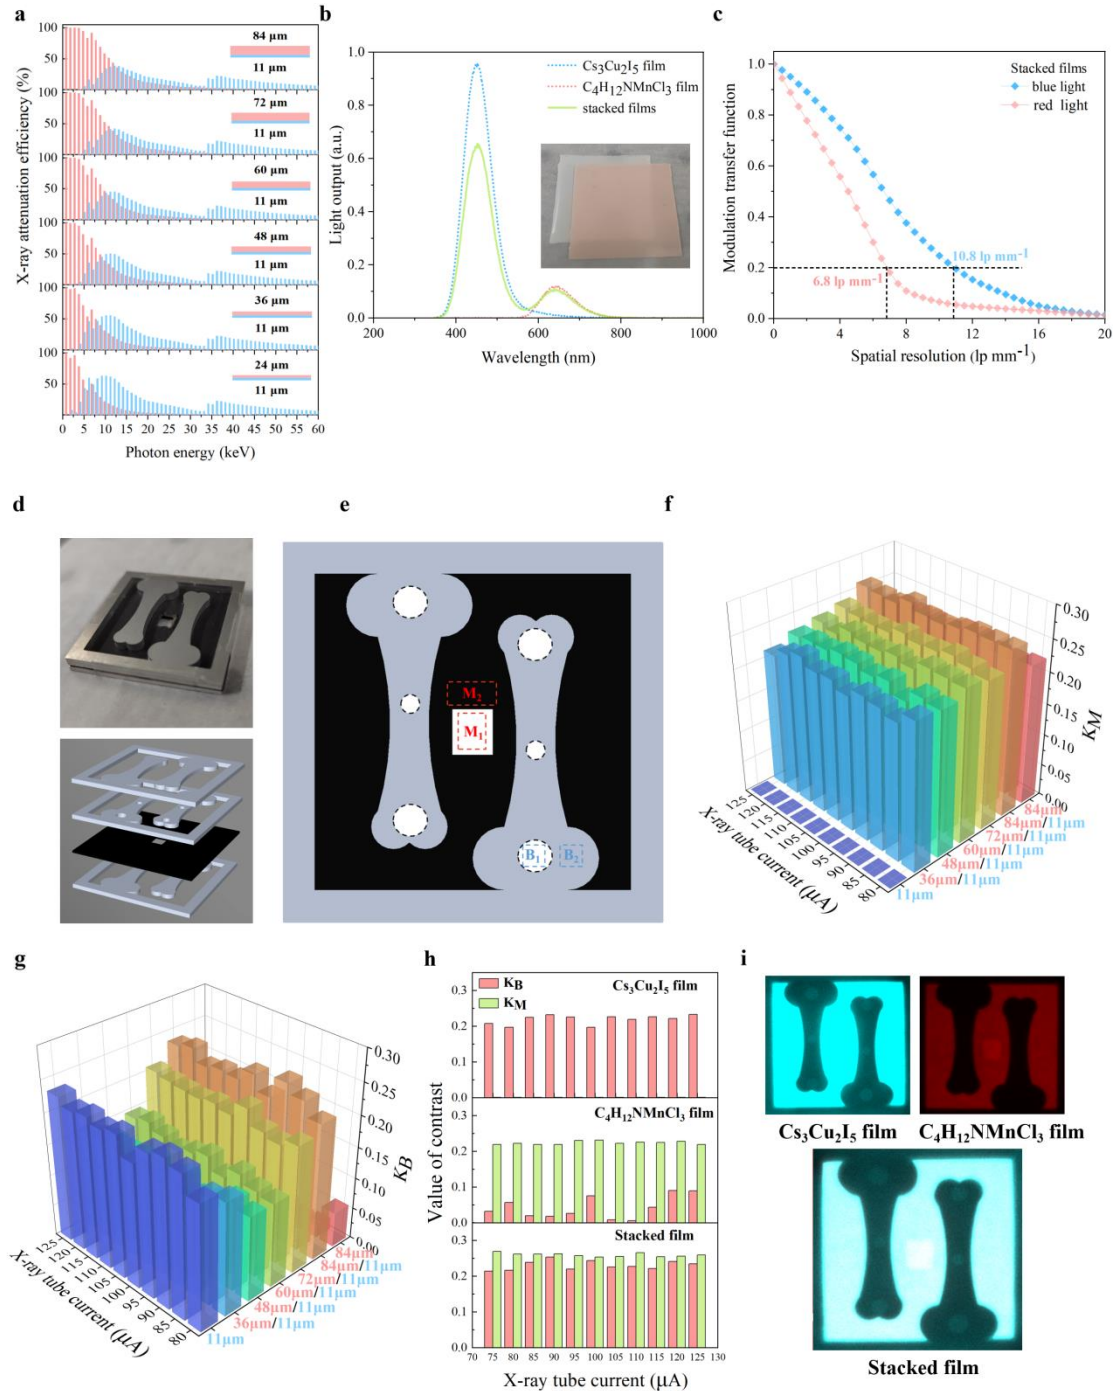 a
X-ray attenuation efficiency (%)
100
50
84 μm
11 μm
100
50
72 μm
11 μm
100
50
60 μm
11 μm
100
50
48 μm
11 μm
100
50
36 μm
11 μm
100
50
24 μm
11 μm
0 5 10 15 20 25 30 35 40 45 50 55 60
Photon energy (keV)
b
Light output (a.u.)
1.0
0.8
0.6
0.4
0.2
0.0
Cs3Cu2I5 film
C4H12NMnCl3 film
stacked films
200 400 600 800 1000
Wavelength (nm)
c
Modulation transfer function
1.0
0.8
0.6
0.4
0.2
0.0
Stacked films
blue light
red light
10.8 lp mm-1
6.8 lp mm-1
0 4 8 12 16 20
Spatial resolution (lp mm-1)
d
e
M2
M1
B1 B2
f
0.30
0.25
0.20
0.15
0.10
0.05
0.00
KM
125 120 115 110 105 100 95 90 85 80
X-ray tube current (μA)
84μm
84μm/11μm
72μm/11μm
60μm/11μm
48μm/11μm
36μm/11μm
11μm
g
0.30
0.25
0.20
0.15
0.10
0.05
0.00
KB
125 120 115 110 105 100 95 90 85 80
X-ray tube current (μA)
84μm
84μm/11μm
72μm/11μm
60μm/11μm
48μm/11μm
36μm/11μm
11μm
h
Value of contrast
KB
KM
Cs3Cu2I5 film
0.3
0.2
0.1
0.0
C4H12NMnCl3 film
0.3
0.2
0.1
0.0
Stacked film
0.3
0.2
0.1
0.0
70 75 80 85 90 95 100 105 110 115 120 125 130
X-ray tube current (μA)
i
Cs3Cu2I5 film
C4H12NMnCl3 film
Stacked film